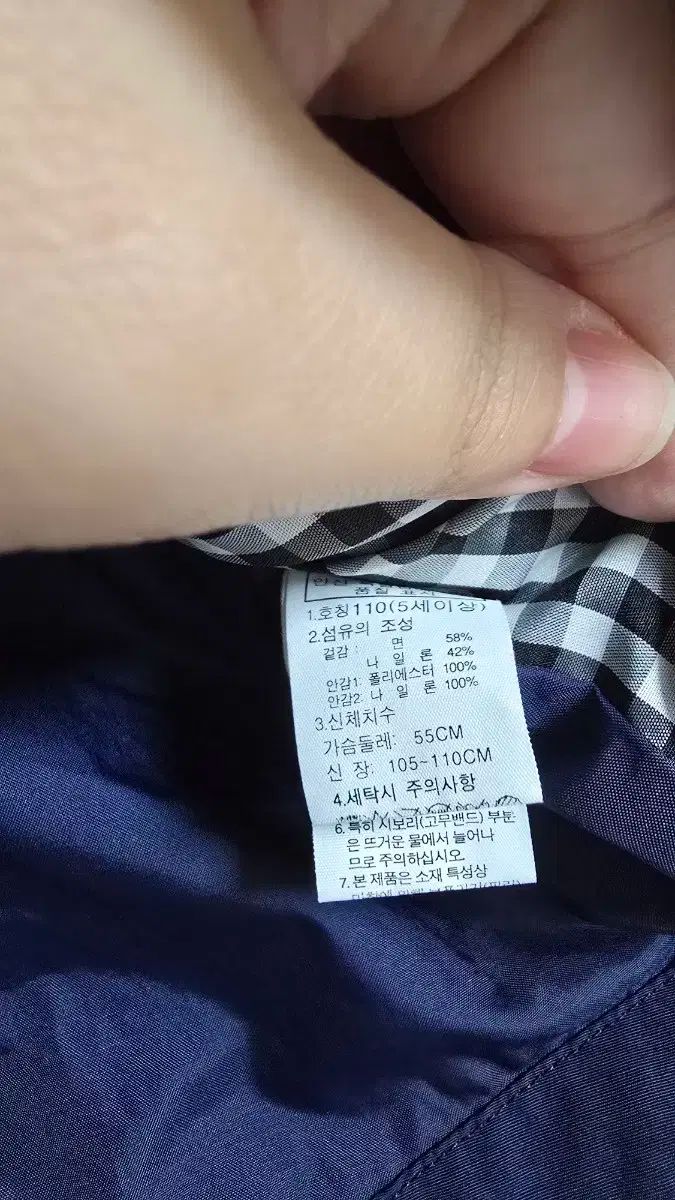 품질 표시
1.호칭110(5세이상)
2.섬유의 조성
겉감: 면 58%
나 일 론 42%
안감1: 폴리에스터 100%
안감2: 나 일 론 100%
3.신체치수
가슴둘레: 55CM
신 장: 105~110CM
4.세탁시 주의사항
6. 특히 시보리(고무밴드) 부분
은 뜨거운 물에서 늘어나
므로 주의하십시오.
7. 본 제품은 소재 특성상